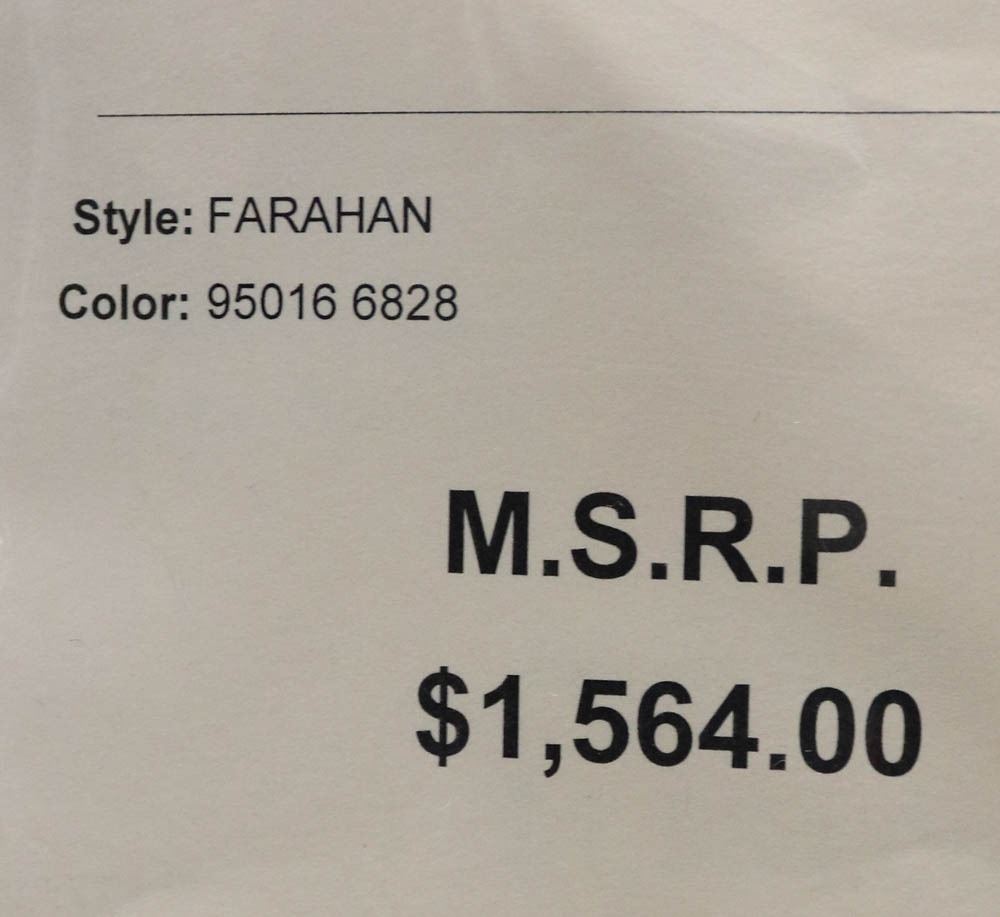 Style: FARAHAN
Color: 95016 6828
M.S.R.P.
$1,564.00